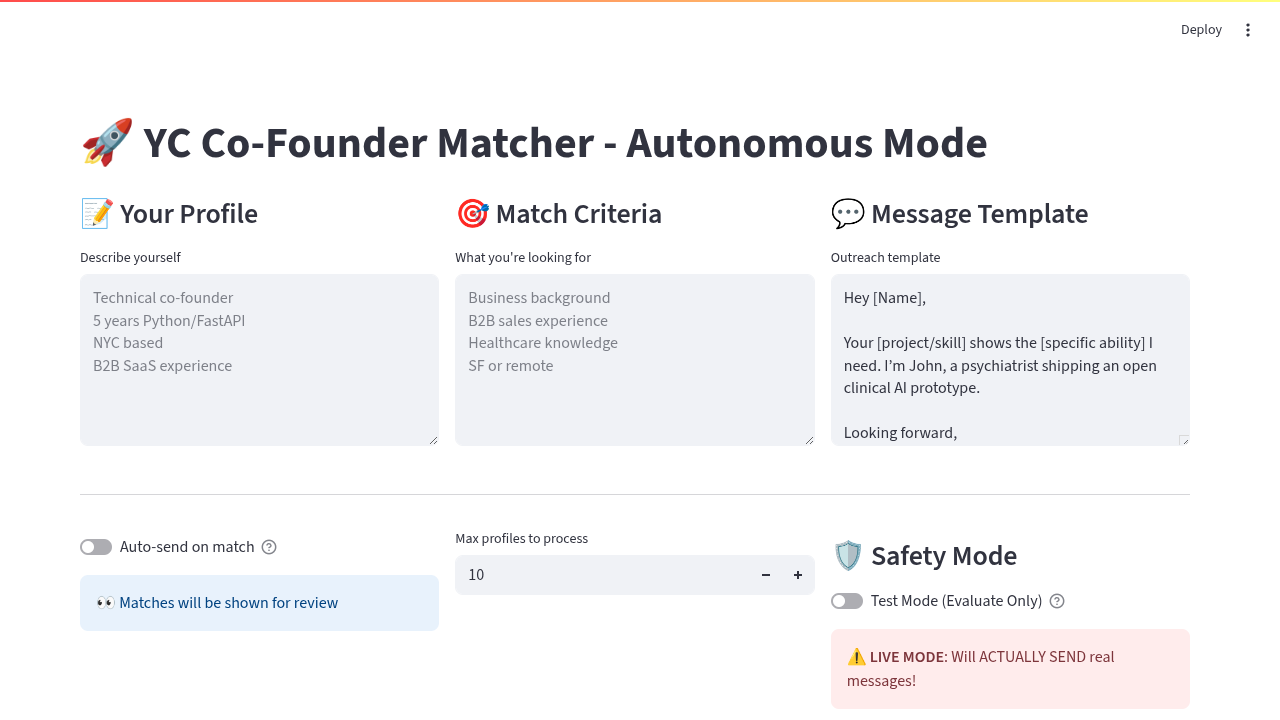 Deploy
🚀 YC Co-Founder Matcher - Autonomous Mode
📝 Your Profile
Describe yourself
Technical co-founder
5 years Python/FastAPI
NYC based
B2B SaaS experience
🎯 Match Criteria
What you're looking for
Business background
B2B sales experience
Healthcare knowledge
SF or remote
💬 Message Template
Outreach template
Hey [Name],
Your [project/skill] shows the [specific ability] I
need. I’m John, a psychiatrist shipping an open
clinical AI prototype.
Looking forward,
Auto-send on match
👀 Matches will be shown for review
Max profiles to process
10
🛡️ Safety Mode
Test Mode (Evaluate Only)
⚠️ LIVE MODE: Will ACTUALLY SEND real
messages!